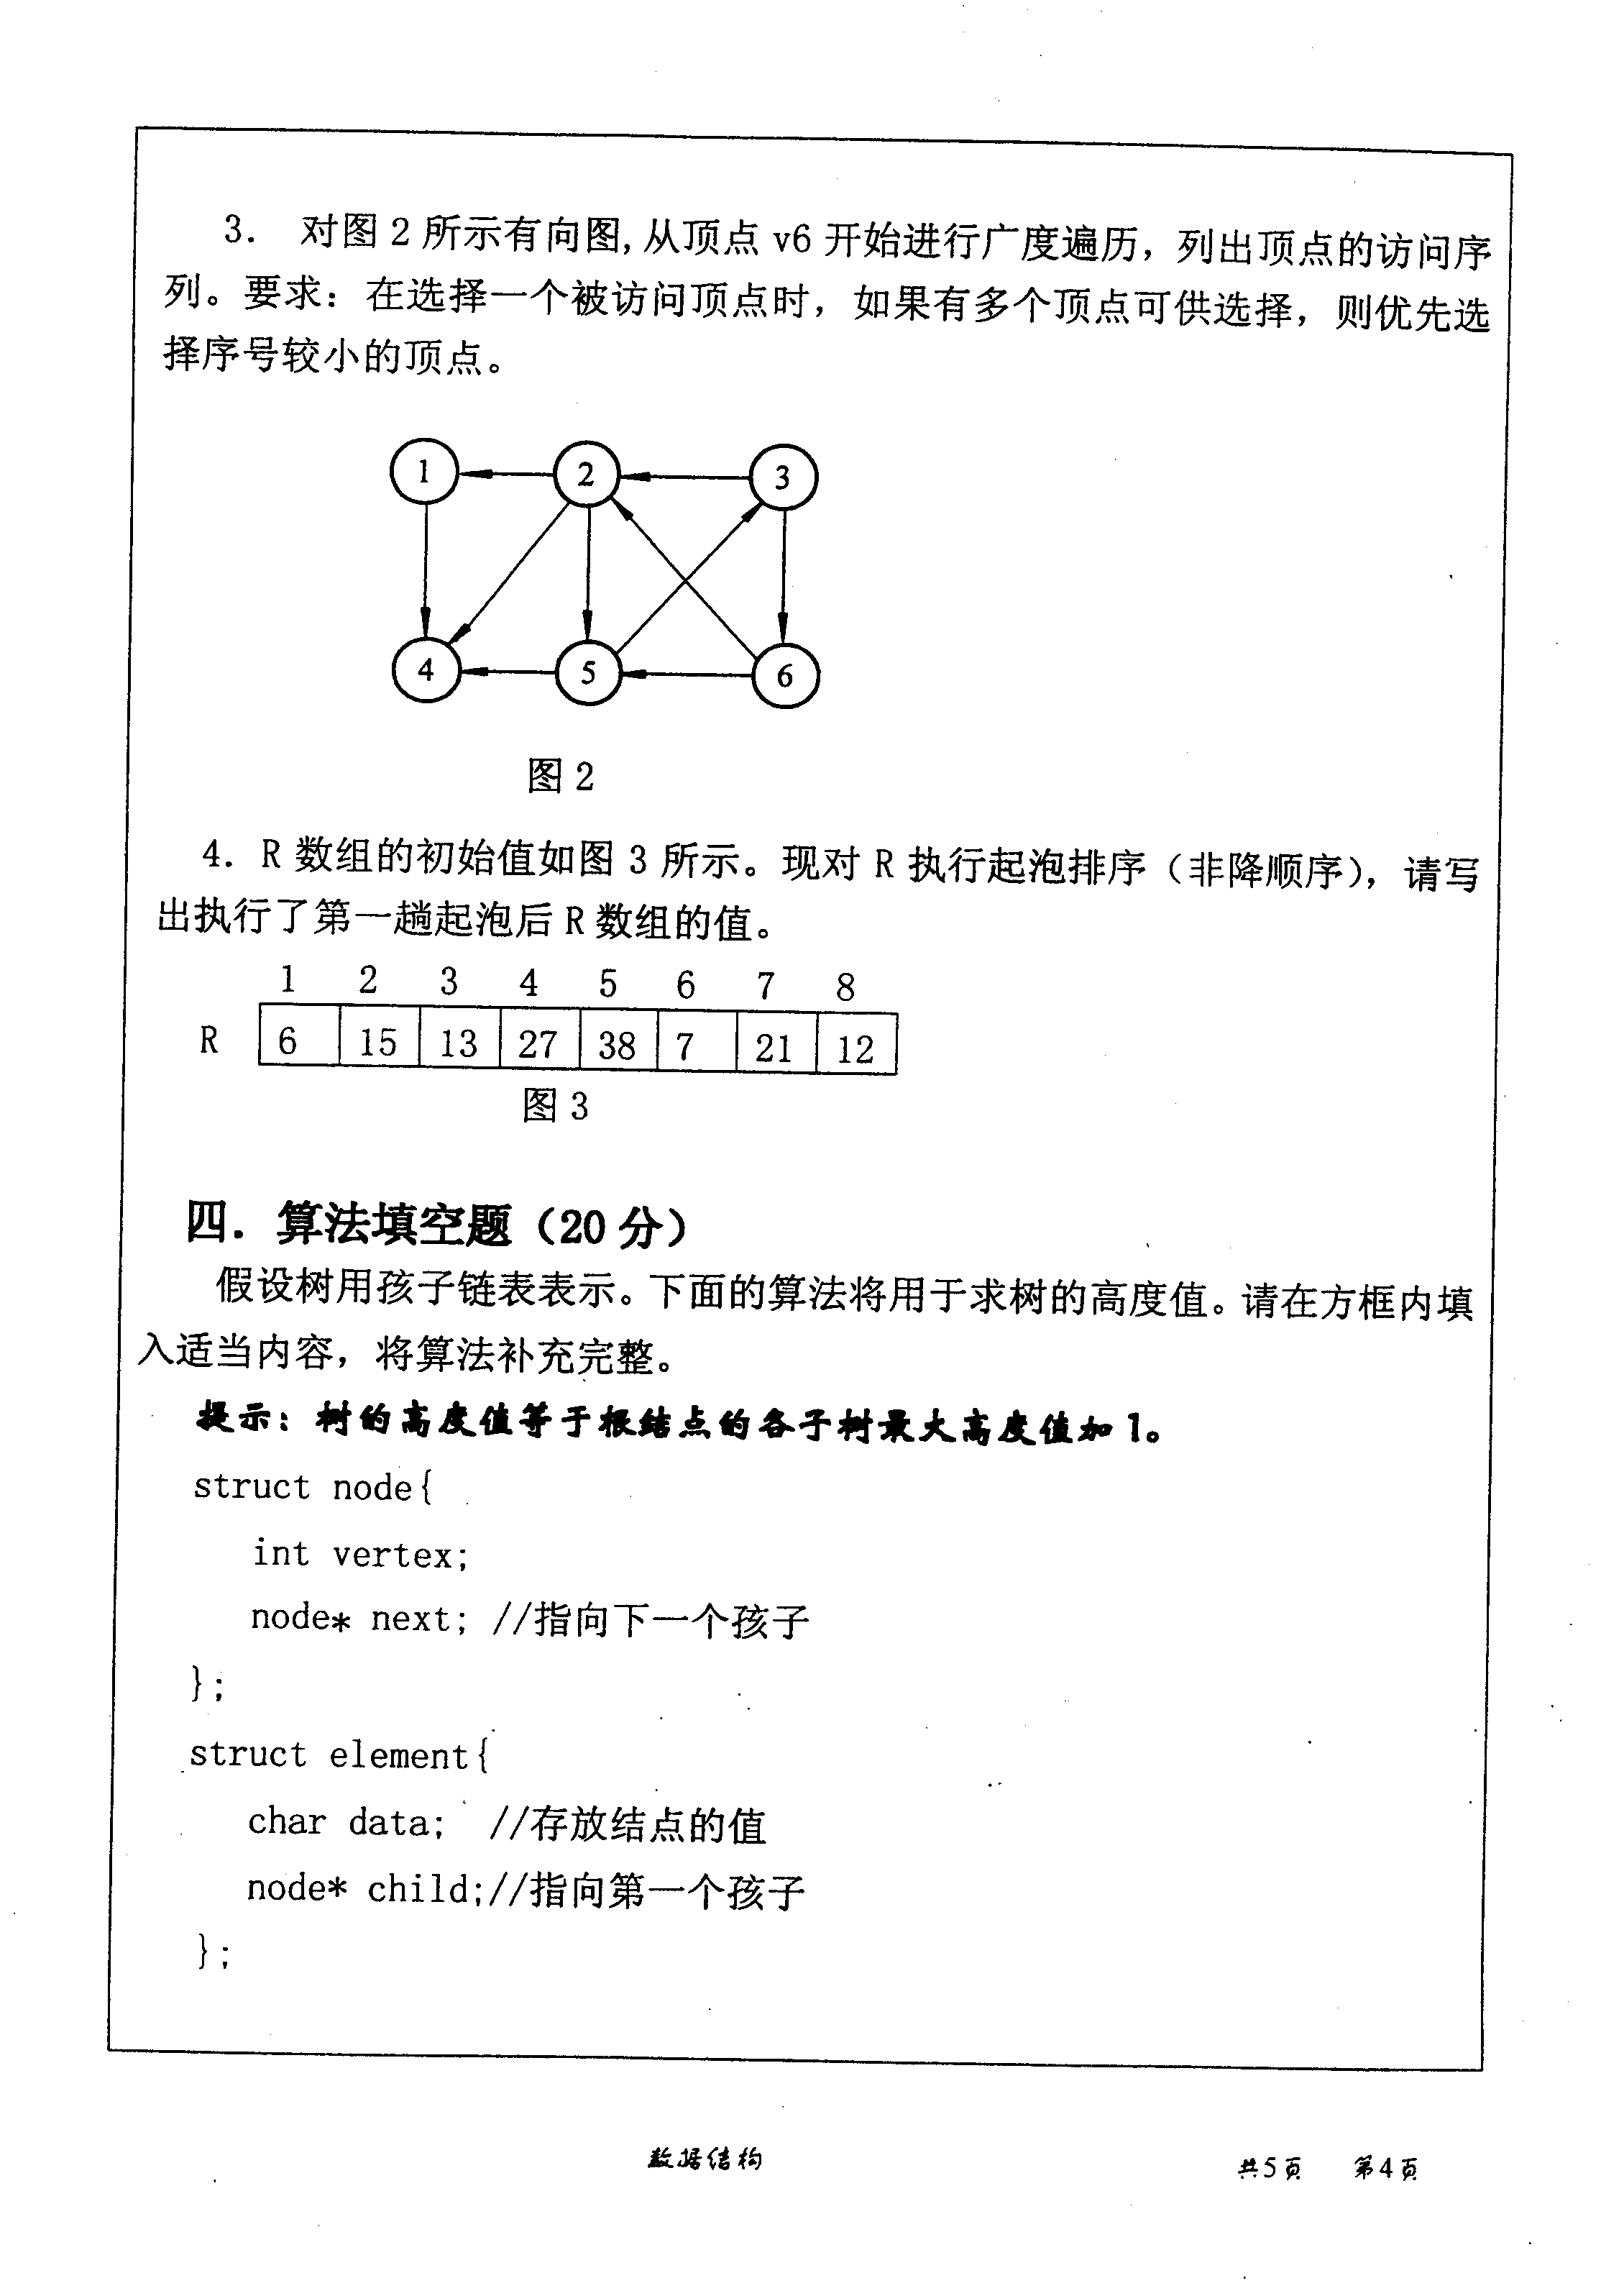 3. 对图 2 所示有向图,从顶点 v6 开始进行广度遍历，列出顶点的访问序
列。要求：在选择一个被访问顶点时，如果有多个顶点可供选择，则优先选
择序号较小的顶点。
1 2 3
4 5 6
图 2
4. R 数组的初始值如图 3 所示。现对 R 执行起泡排序（非降顺序），请写
出执行了第一趟起泡后 R 数组的值。
1 2 3 4 5 6 7 8
R 6 15 13 27 38 7 21 12
图 3
四. 算法填空题（20 分）
假设树用孩子链表表示。下面的算法将用于求树的高度值。请在方框内填
入适当内容，将算法补充完整。
提示：树的高度值等于根结点的各子树最大高度值加 1。
struct node{
int vertex;
node* next; //指向下一个孩子
};
struct element{
char data; //存放结点的值
node* child;//指向第一个孩子
};
数据结构 共5页 第4页